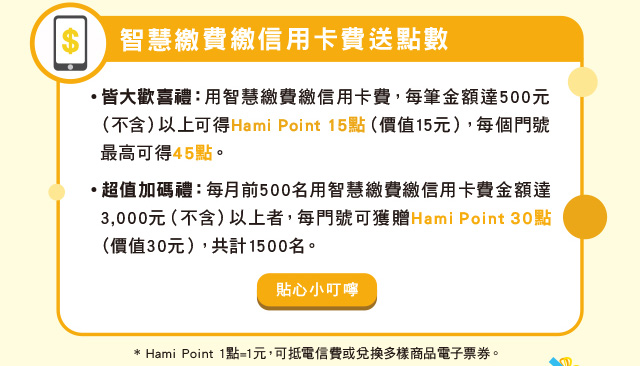 智慧繳費繳信用卡費送點數
•皆大歡喜禮：用智慧繳費繳信用卡費，每筆金額達500元
（不含）以上可得Hami Point 15點（價值15元），每個門號
最高可得45點。
•超值加碼禮：每月前500名用智慧繳費繳信用卡費金額達
3,000元（不含）以上者，每門號可獲贈Hami Point 30點
（價值30元），共計1500名。
貼心小叮嚀
* Hami Point 1點=1元，可抵電信費或兌換多樣商品電子票券。